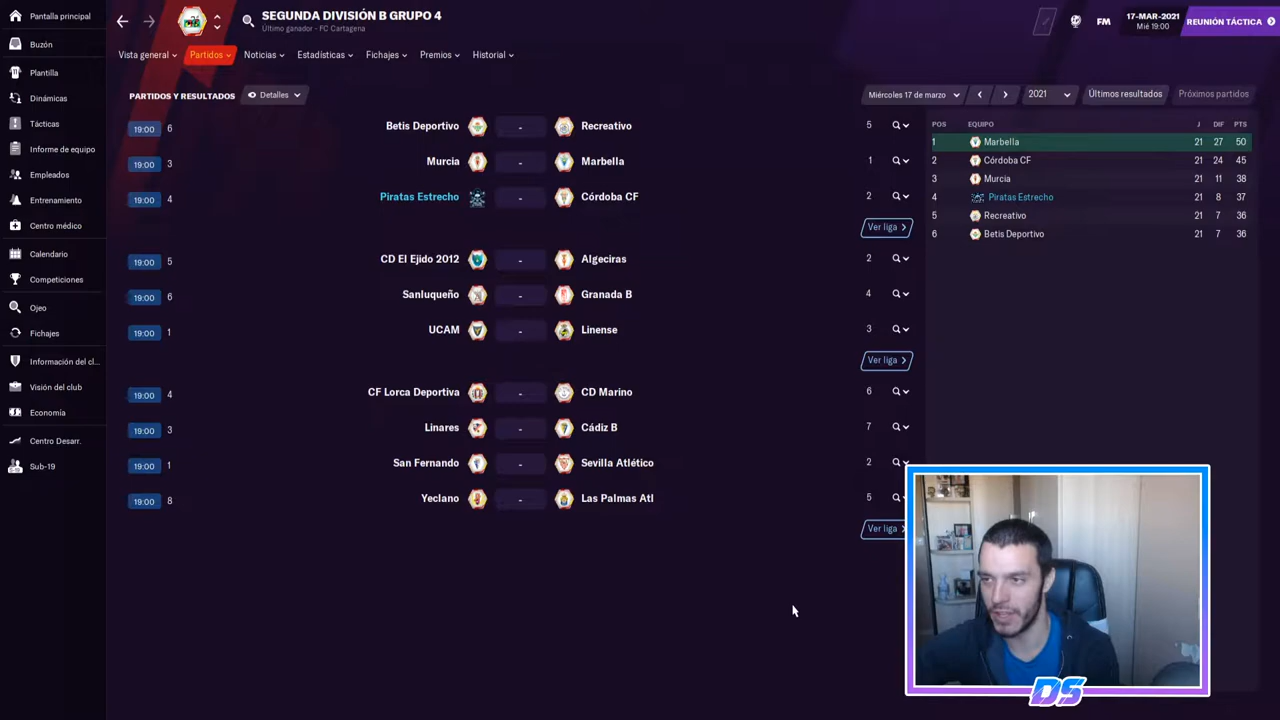 Pantalla principal
SEGUNDA DIVISIÓN B GRUPO 4
Último ganador - FC Cartagena
FM
17-MAR-2021
Mié 19:00
REUNIÓN TÁCTICA
Buzón
Plantilla
Dinámicas
Tácticas
Informe de equipo
Empleados
Entrenamiento
Centro médico
Calendario
Competiciones
Ojeo
Fichajes
Información del cl...
Visión del club
Economía
Centro Desarr.
Sub-19
Vista general
Partidos
Noticias
Estadísticas
Fichajes
Premios
Historial
PARTIDOS Y RESULTADOS
Detalles
Miércoles 17 de marzo
2021
Últimos resultados
Próximos partidos
19:00 6 Betis Deportivo - Recreativo 5
19:00 3 Murcia - Marbella 1
19:00 4 Piratas Estrecho - Córdoba CF 2
Ver liga
19:00 5 CD El Ejido 2012 - Algeciras 2
19:00 6 Sanluqueño - Granada B 4
19:00 1 UCAM - Linense 3
Ver liga
19:00 4 CF Lorca Deportiva - CD Marino 6
19:00 3 Linares - Cádiz B 7
19:00 1 San Fernando - Sevilla Atlético 2
19:00 8 Yeclano - Las Palmas Atl 5
Ver liga
POS EQUIPO J DIF PTS
1 Marbella 21 27 50
2 Córdoba CF 21 24 45
3 Murcia 21 11 38
4 Piratas Estrecho 21 8 37
5 Recreativo 21 7 36
6 Betis Deportivo 21 7 36
DS